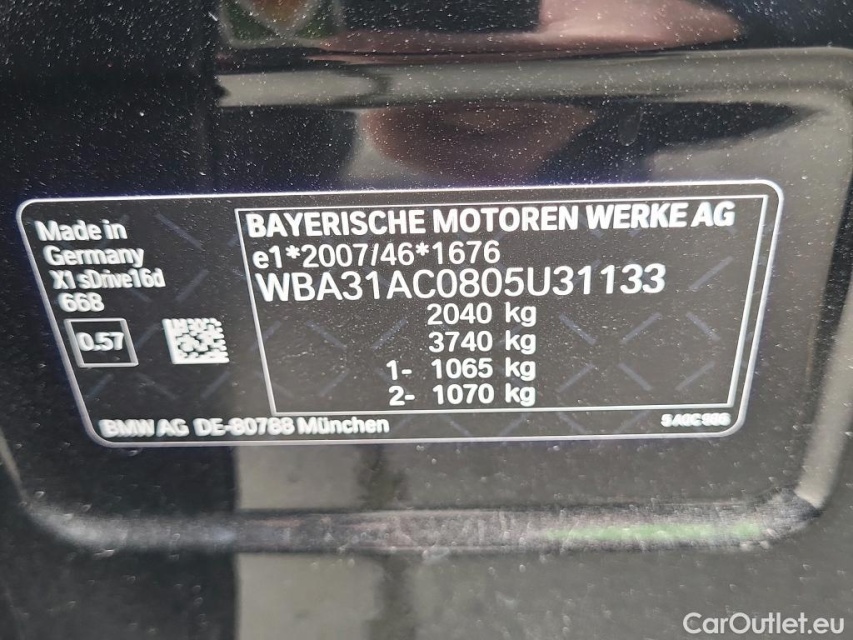 Made in
Germany
X1 sDrive16d
668
0.57
BAYERISCHE MOTOREN WERKE AG
e1*2007/46*1676
WBA31AC0805U31133
2040 kg
3740 kg
1- 1065 kg
2- 1070 kg
BMW AG DE-80788 München
CarOutlet.eu